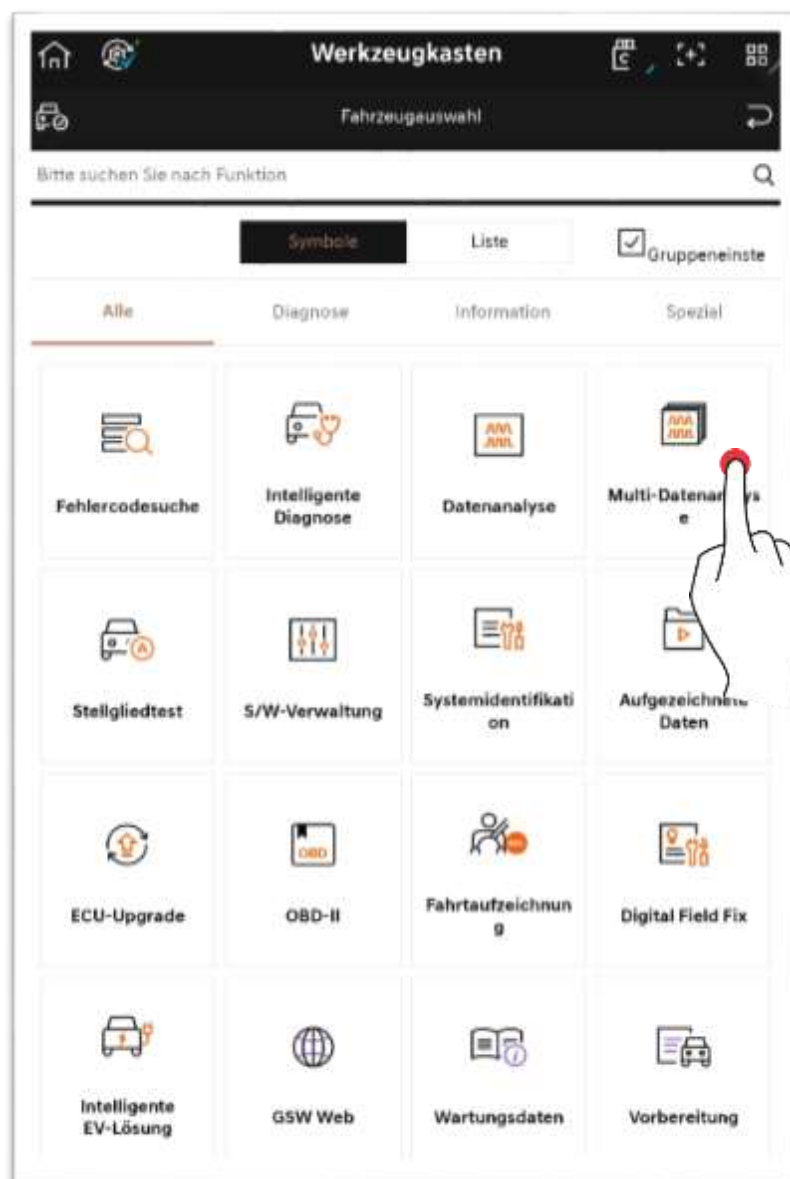 Werkzeugkasten
Fahrzeugauswahl
Bitte suchen Sie nach Funktion
Symbole
Liste
Gruppeneinste
Alle
Diagnose
Information
Spezial
Fehlercodesuche
Intelligente
Diagnose
Datenanalyse
Multi-Datenanalys
e
Stellgliedtest
S/W-Verwaltung
Systemidentifikati
on
Aufgezeichnete
Daten
ECU-Upgrade
OBD
OBD-II
Fahrtaufzeichnun
g
Digital Field Fix
Intelligente
EV-Lösung
GSW Web
Wartungsdaten
Vorbereitung